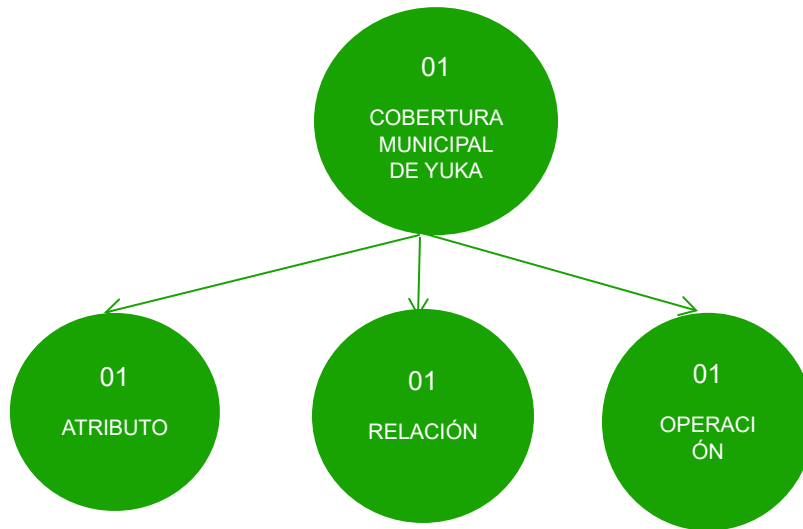 01
COBERTURA
MUNICIPAL
DE YUKA
01
ATRIBUTO
01
RELACIÓN
01
OPERACI
ÓN